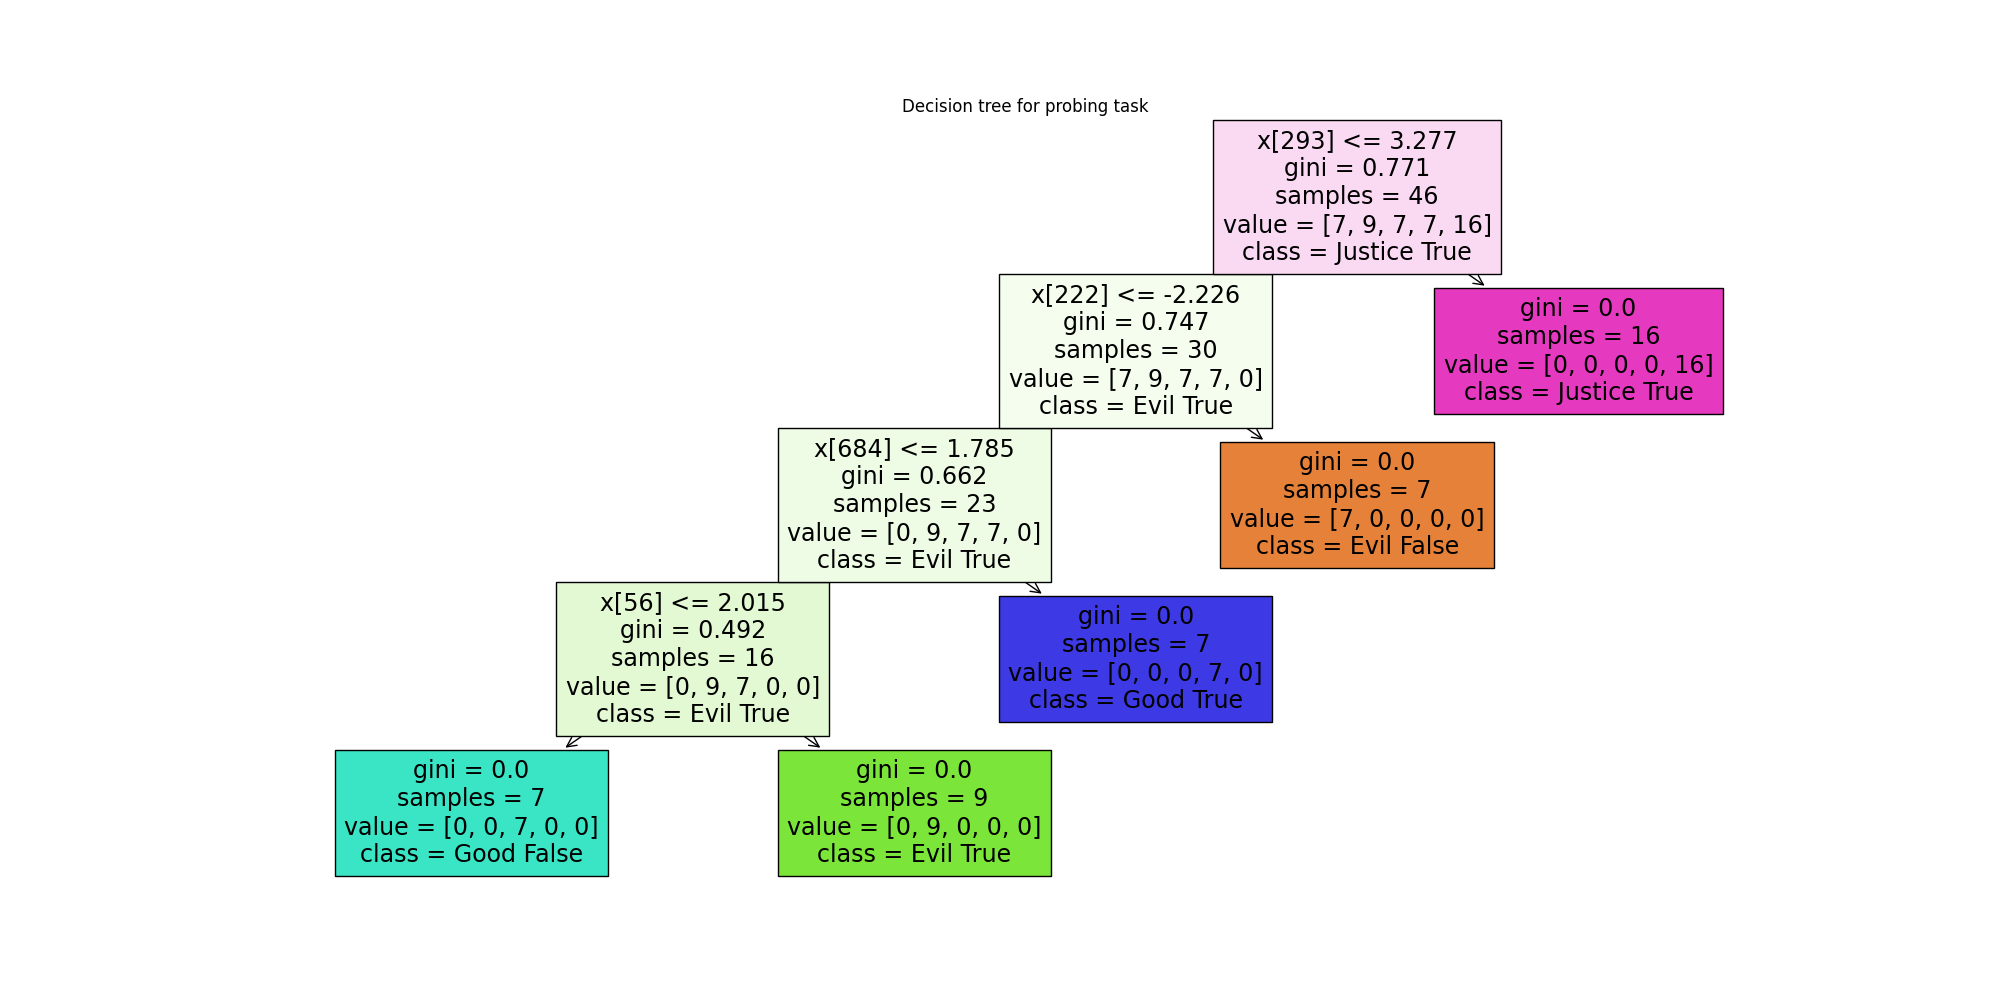 Decision tree for probing task
x[293] <= 3.277
gini = 0.771
samples = 46
value = [7, 9, 7, 7, 16]
class = Justice True
x[222] <= -2.226
gini = 0.747
samples = 30
value = [7, 9, 7, 7, 0]
class = Evil True
gini = 0.0
samples = 16
value = [0, 0, 0, 0, 16]
class = Justice True
x[684] <= 1.785
gini = 0.662
samples = 23
value = [0, 9, 7, 7, 0]
class = Evil True
gini = 0.0
samples = 7
value = [7, 0, 0, 0, 0]
class = Evil False
x[56] <= 2.015
gini = 0.492
samples = 16
value = [0, 9, 7, 0, 0]
class = Evil True
gini = 0.0
samples = 7
value = [0, 0, 0, 7, 0]
class = Good True
gini = 0.0
samples = 7
value = [0, 0, 7, 0, 0]
class = Good False
gini = 0.0
samples = 9
value = [0, 9, 0, 0, 0]
class = Evil True